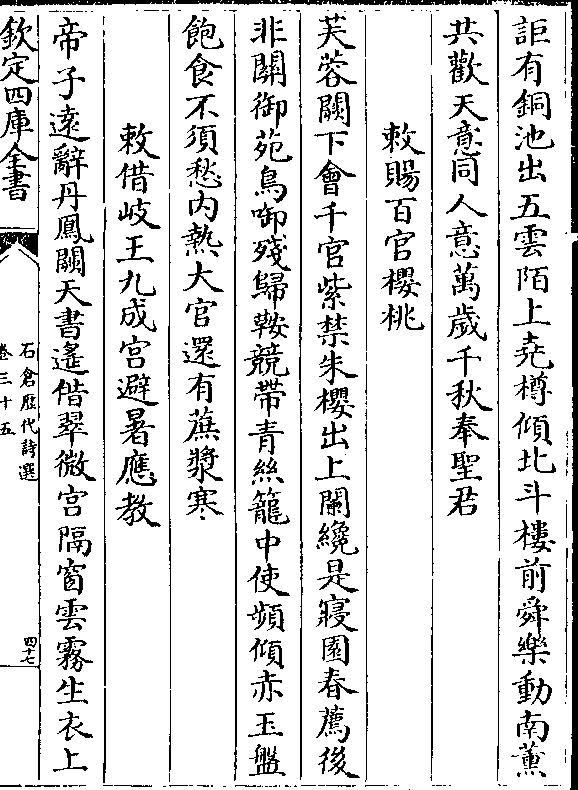 詎有銅池出五雲陌上堯樽傾北斗樓前舜樂動南薰
共歡天意同人意萬歲千秋奉聖君
敕賜百官櫻桃
芙蓉闕下會千官紫禁朱櫻出上闌纔是寢園春薦後
非關御苑鳥啣殘歸鞍競帶青絲籠中使頻傾赤玉盤
飽食不須愁內熱大官還有蔗漿寒
敕借岐王九成宮避暑應教
帝子遠辭丹鳳闕天書遙借翠微宮隔窗雲霧生衣上
欽定四庫全書
石倉歷代詩選
卷三十五
四十七